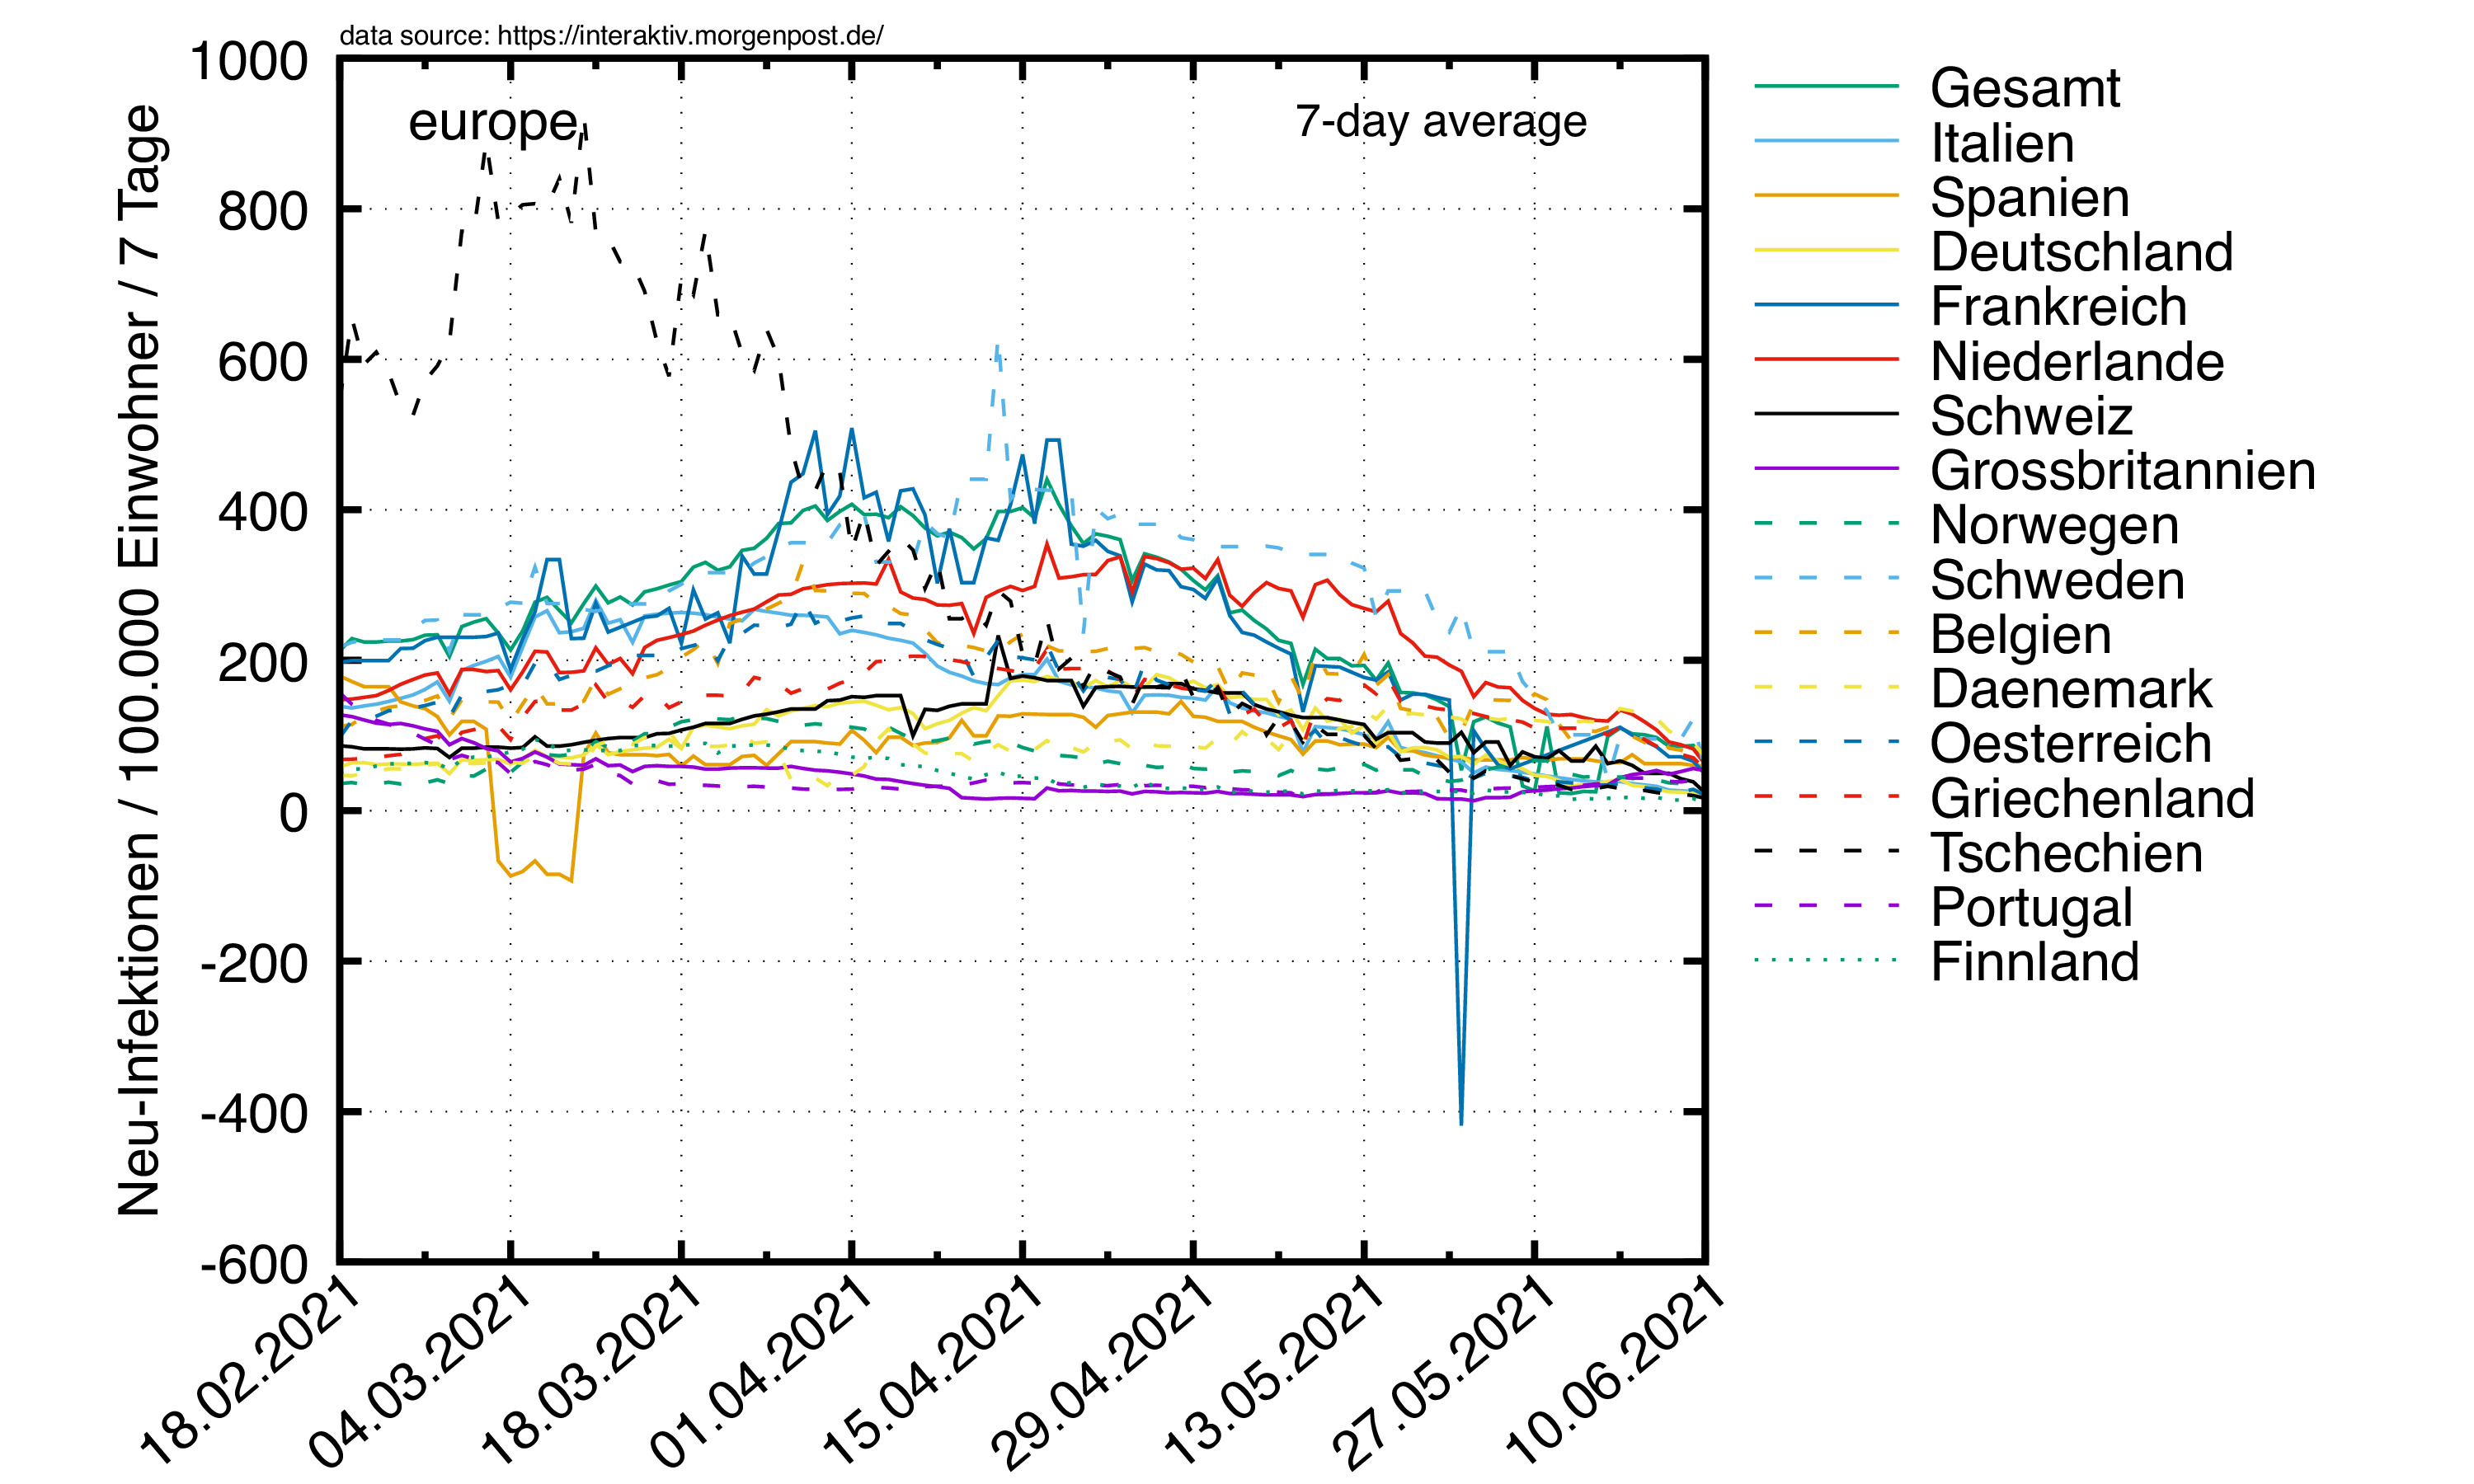 data source: https://interaktiv.morgenpost.de/
europe
7-day average
Neu-Infektionen / 100.000 Einwohner / 7 Tage
1000
800
600
400
200
0
-200
-400
-600
18.02.2021
04.03.2021
18.03.2021
01.04.2021
15.04.2021
29.04.2021
13.05.2021
27.05.2021
10.06.2021
Gesamt
Italien
Spanien
Deutschland
Frankreich
Niederlande
Schweiz
Grossbritannien
Norwegen
Schweden
Belgien
Daenemark
Oesterreich
Griechenland
Tschechien
Portugal
Finnland